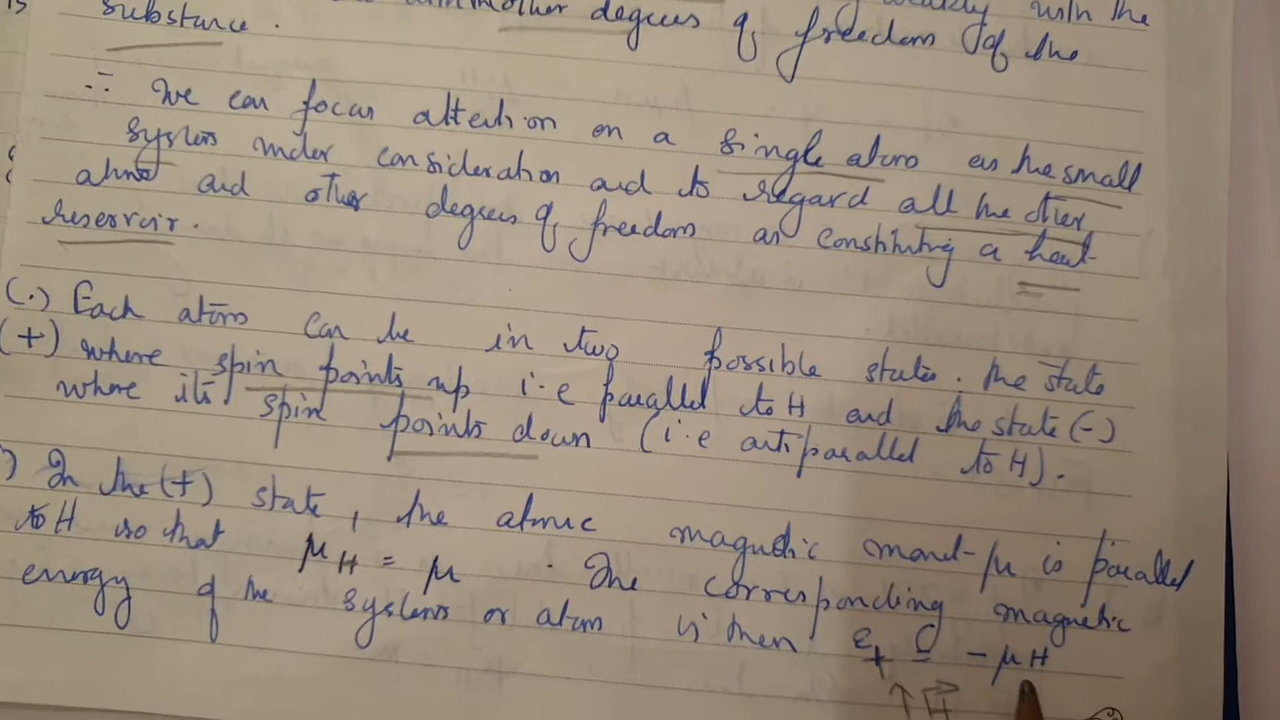 with the
substance. other degrees of freedom of the
∴ We can focus attention on a single atom as the small
system under consideration and to regard all the other
atoms and other degrees of freedom as constituting a heat
reservoir.
(.) Each atom can be in two possible states. The state
(+) where spin points up i.e parallel to H and the state (-)
where its spin points down (i.e antiparallel to H).
) In the (+) state, the atomic magnetic moment μ is parallel
to H so that μH = μ. The corresponding magnetic
energy of the system or atom is then ε+ = -μH
↑ H